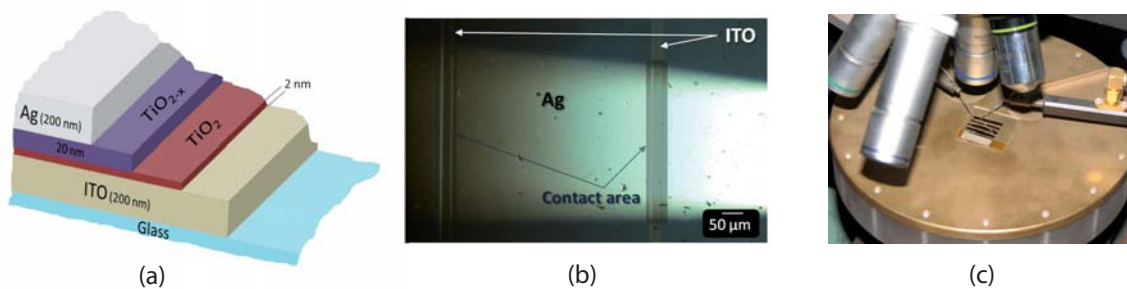 Ag (200 nm)
TiO2-x
2 nm
TiO2
20 nm
ITO (200 nm)
Glass
(a)
ITO
Ag
Contact area
50 μm
(b)
(c)